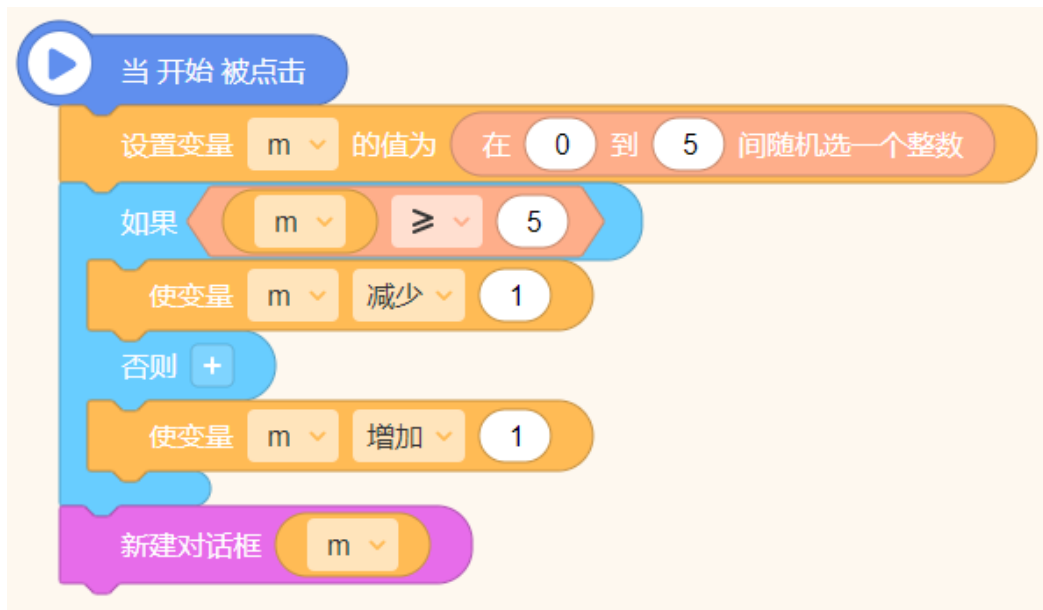 当 开始 被点击
设置变量 m 的值为 在 0 到 5 间随机选一个整数
如果 m ≥ 5
使变量 m 减少 1
否则 +
使变量 m 增加 1
新建对话框 m